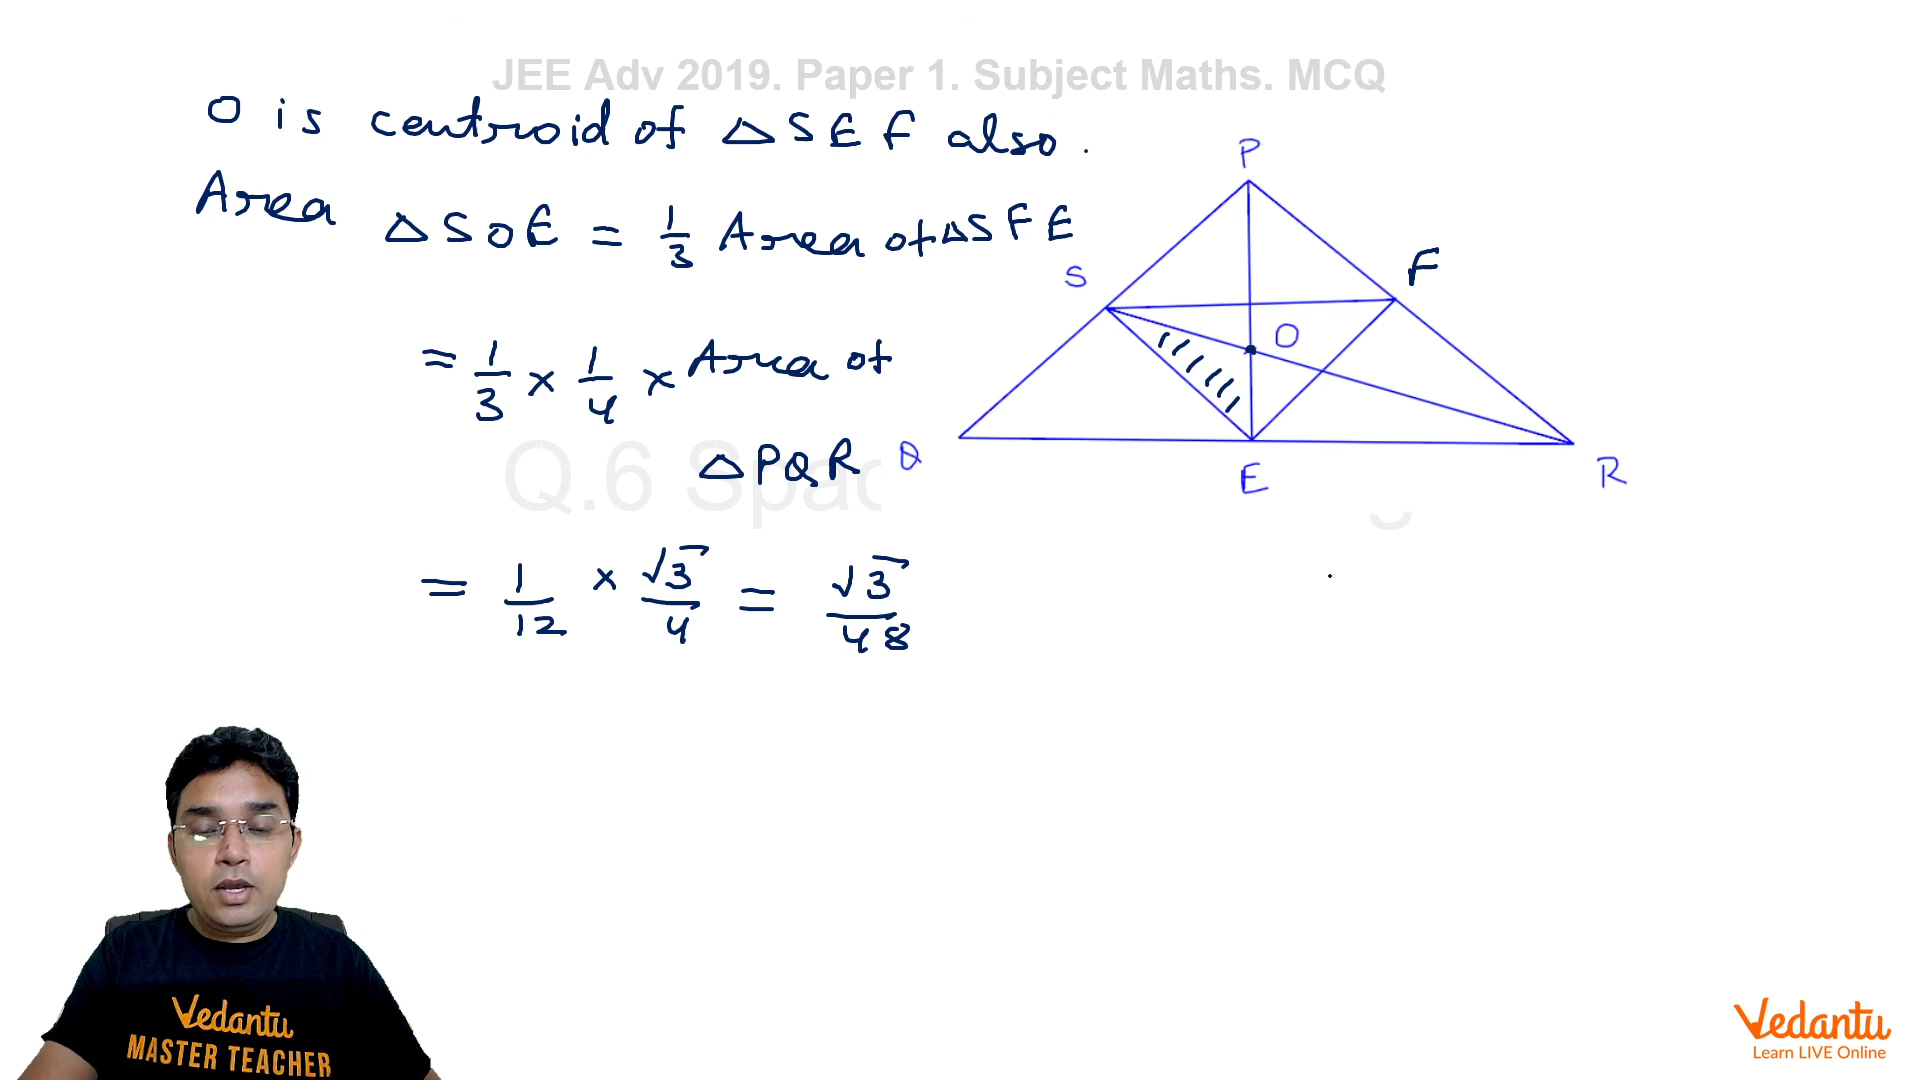 JEE Adv 2019. Paper 1. Subject Maths. MCQ
O is centroid of △SEF also.
Area △SOE = 1/3 Area of △SFE
= 1/3 × 1/4 × Area of
△PQR
= 1/12 × √3/4 = √3/48
P
S
F
O
Q
E
R
Q.6
Vedantu
MASTER TEACHER
Vedantu
Learn LIVE Online